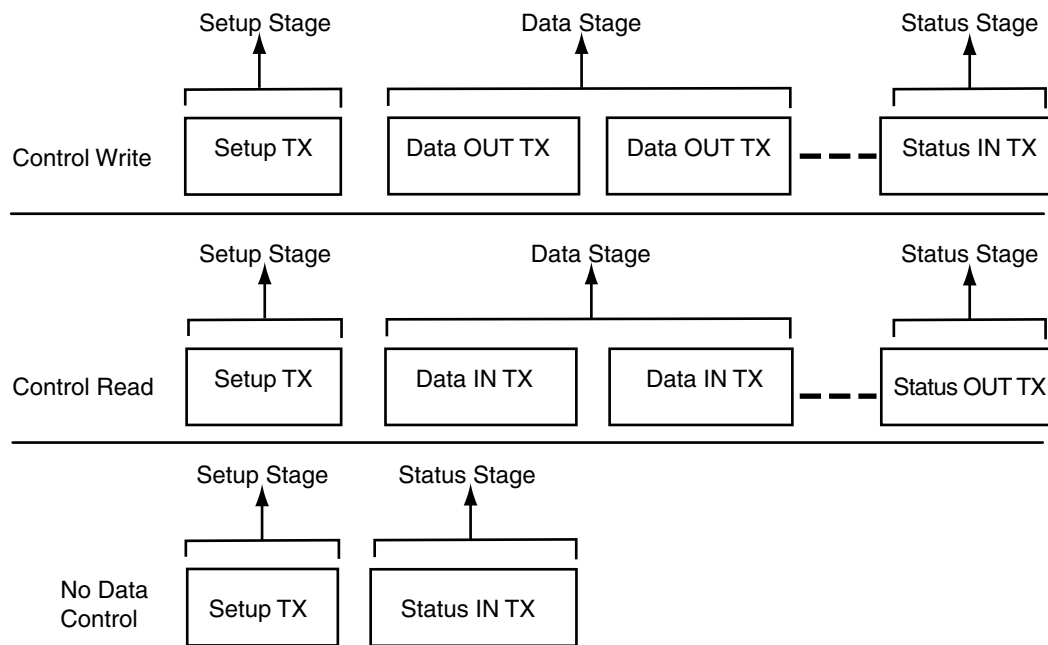 Setup Stage Data Stage Status Stage
Control Write Setup TX Data OUT TX Data OUT TX Status IN TX
Setup Stage Data Stage Status Stage
Control Read Setup TX Data IN TX Data IN TX Status OUT TX
Setup Stage Status Stage
No Data
Control Setup TX Status IN TX